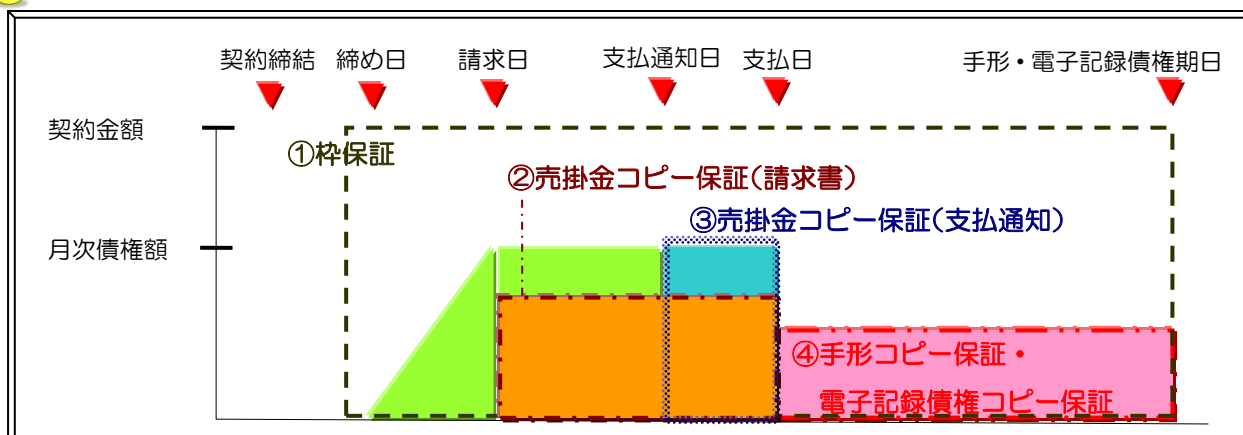 契約締結
締め日
請求日
支払通知日
支払日
手形・電子記録債権期日
契約金額
①枠保証
②売掛金コピー保証(請求書)
③売掛金コピー保証(支払通知)
月次債権額
④手形コピー保証・
電子記録債権コピー保証